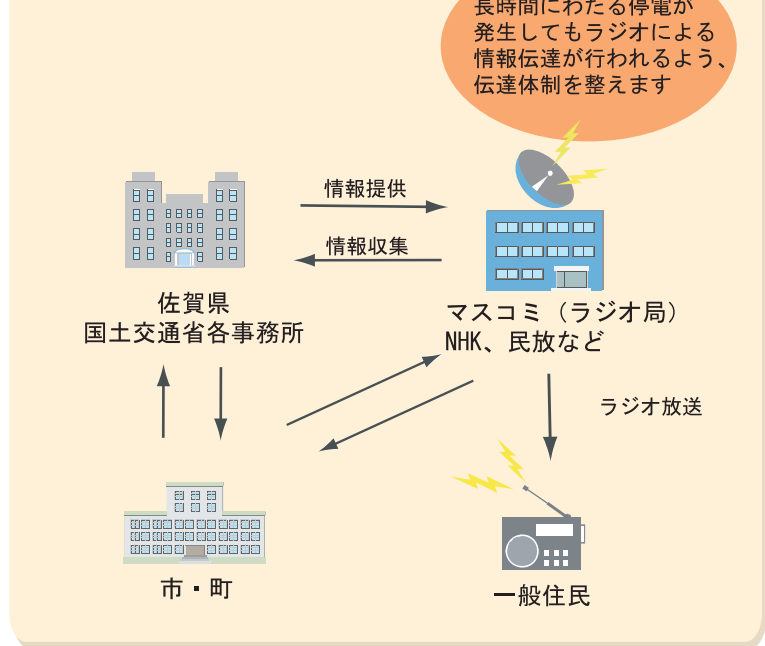 長時間にわたる停電が
発生してもラジオによる
情報伝達が行われるよう、
伝達体制を整えます
情報提供
情報収集
佐賀県
国土交通省各事務所
マスコミ（ラジオ局）
NHK、民放など
ラジオ放送
市・町
一般住民